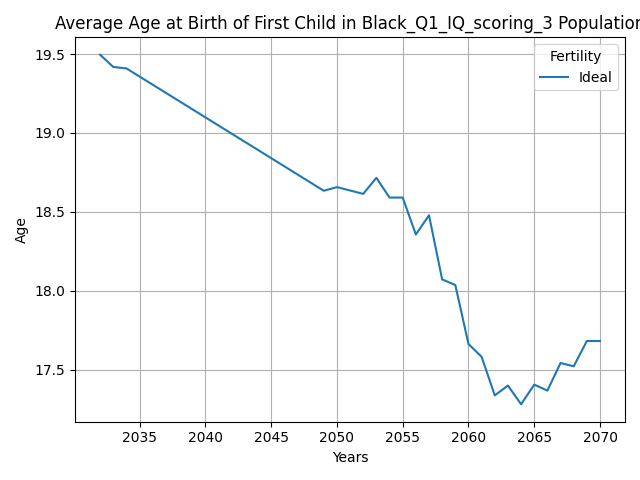 Average Age at Birth of First Child in Black_Q1_IQ_scoring_3 Population
Fertility
Ideal
19.5
19.0
18.5
18.0
17.5
Age
2035 2040 2045 2050 2055 2060 2065 2070
Years